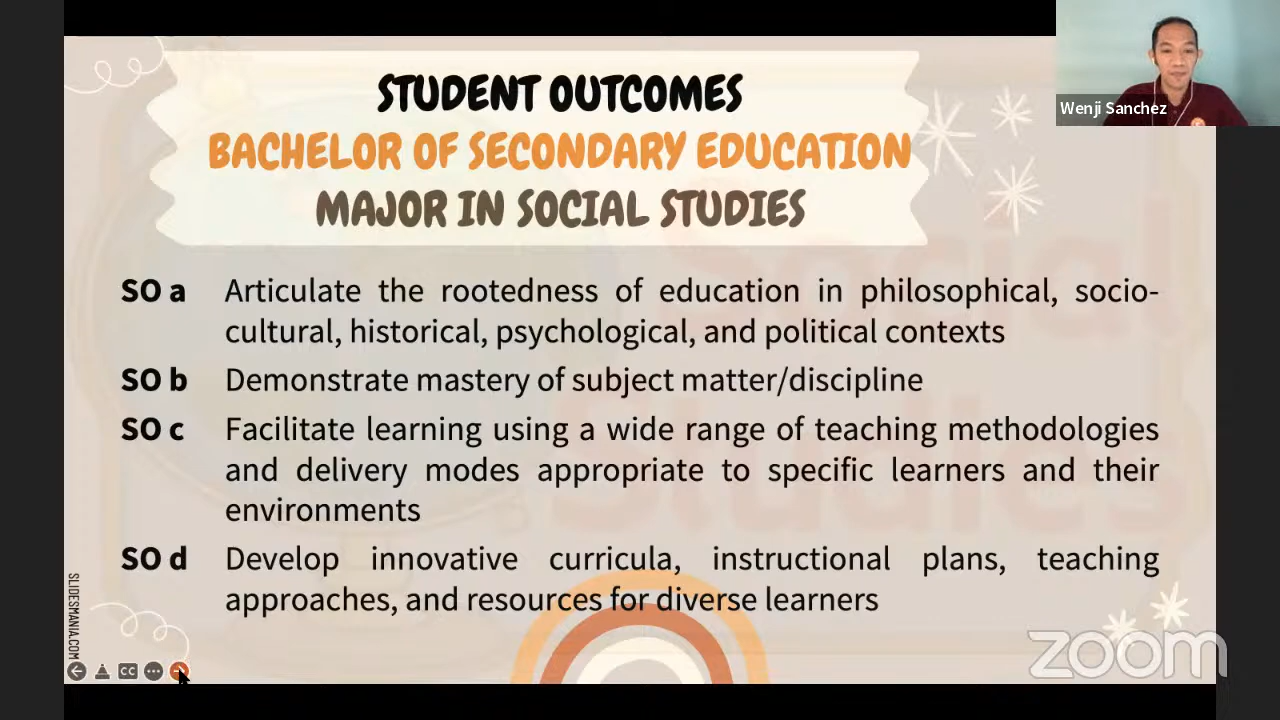 STUDENT OUTCOMES
BACHELOR OF SECONDARY EDUCATION
MAJOR IN SOCIAL STUDIES
Wenji Sanchez
SO a Articulate the rootedness of education in philosophical, socio-
cultural, historical, psychological, and political contexts
SO b Demonstrate mastery of subject matter/discipline
SO c Facilitate learning using a wide range of teaching methodologies
and delivery modes appropriate to specific learners and their
environments
SO d Develop innovative curricula, instructional plans, teaching
approaches, and resources for diverse learners
SLIDESMANIA.COM
CC
zoom
Social
Studies